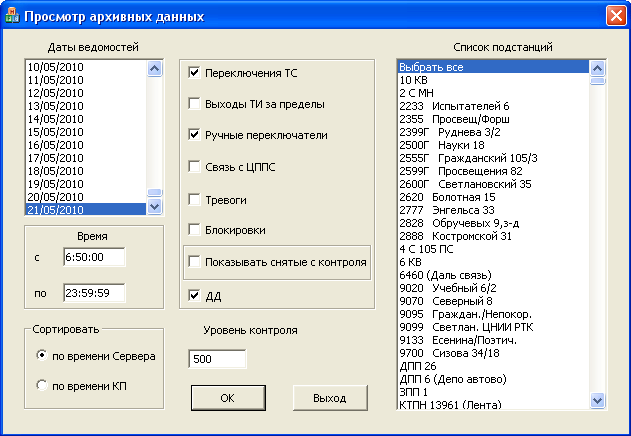 Просмотр архивных данных
Даты ведомостей
10/05/2010
11/05/2010
12/05/2010
13/05/2010
14/05/2010
15/05/2010
16/05/2010
17/05/2010
18/05/2010
19/05/2010
20/05/2010
21/05/2010
Время
с 6:50:00
по 23:59:59
Сортировать
по времени Сервера
по времени КП
Переключения ТС
Выходы ТИ за пределы
Ручные переключатели
Связь с ЦППС
Тревоги
Блокировки
Показывать снятые с контроля
ДД
Уровень контроля
500
OK
Выход
Список подстанций
Выбрать все
10 КВ
2 С МН
2233 Испытателей 6
2355 Просвещ/Форш
2399Г Руднева 3/2
2500Г Науки 18
2555Г Гражданский 105/3
2599Г Просвещения 82
2600Г Светлановский 35
2620 Болотная 15
2777 Энгельса 33
2828 Обручевых 9,з-д
2888 Костромской 31
4 С 105 ПС
6 КВ
6460 (Даль связь)
9020 Учебный 6/2
9070 Северный 8
9095 Граждан./Непокор.
9099 Светлан. ЦНИИ РТК
9133 Есенина/Поэтич.
9700 Сизова 34/18
ДПП 26
ДПП 6 (Депо автово)
ЗПП 1
КТПН 13961 (Лента)